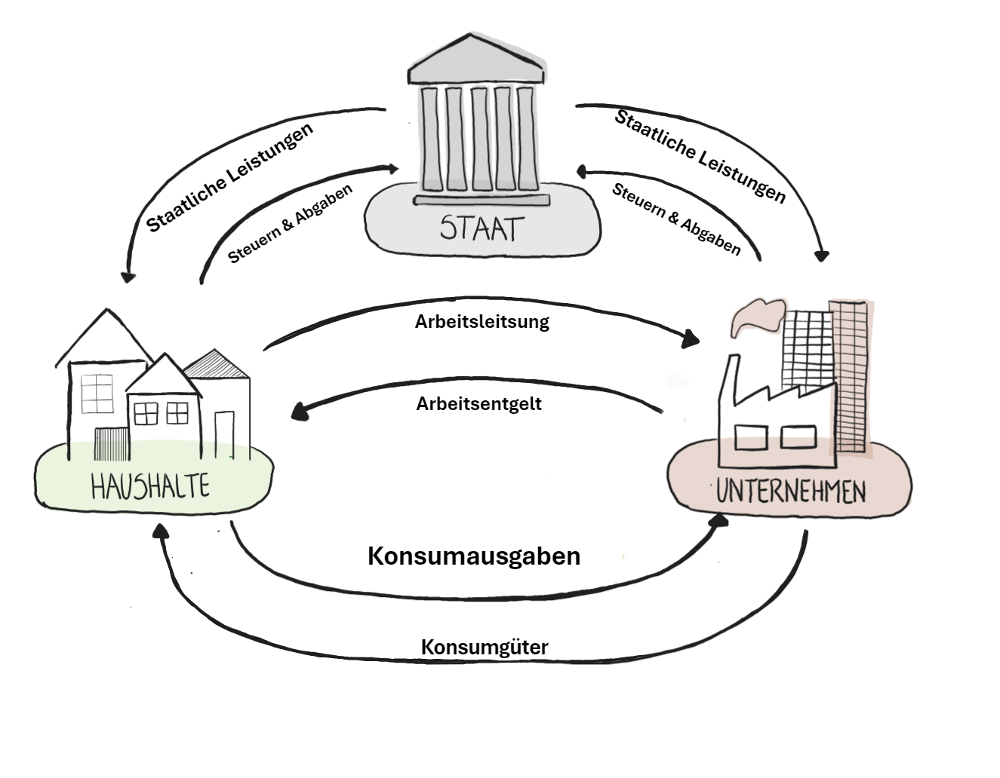 Staatliche Leistungen
Staatliche Leistungen
Steuern & Abgaben
Steuern & Abgaben
STAAT
Arbeitsleitsung
Arbeitsentgelt
HAUSHALTE
UNTERNEHMEN
Konsumausgaben
Konsumgüter